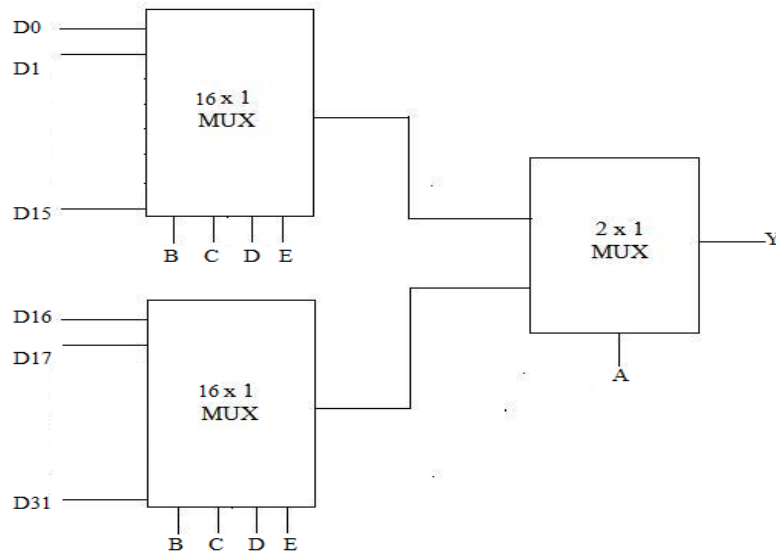 D0
D1
16 x 1
MUX
D15
B C D E
2 x 1
MUX
Y
A
D16
D17
16 x 1
MUX
D31
B C D E